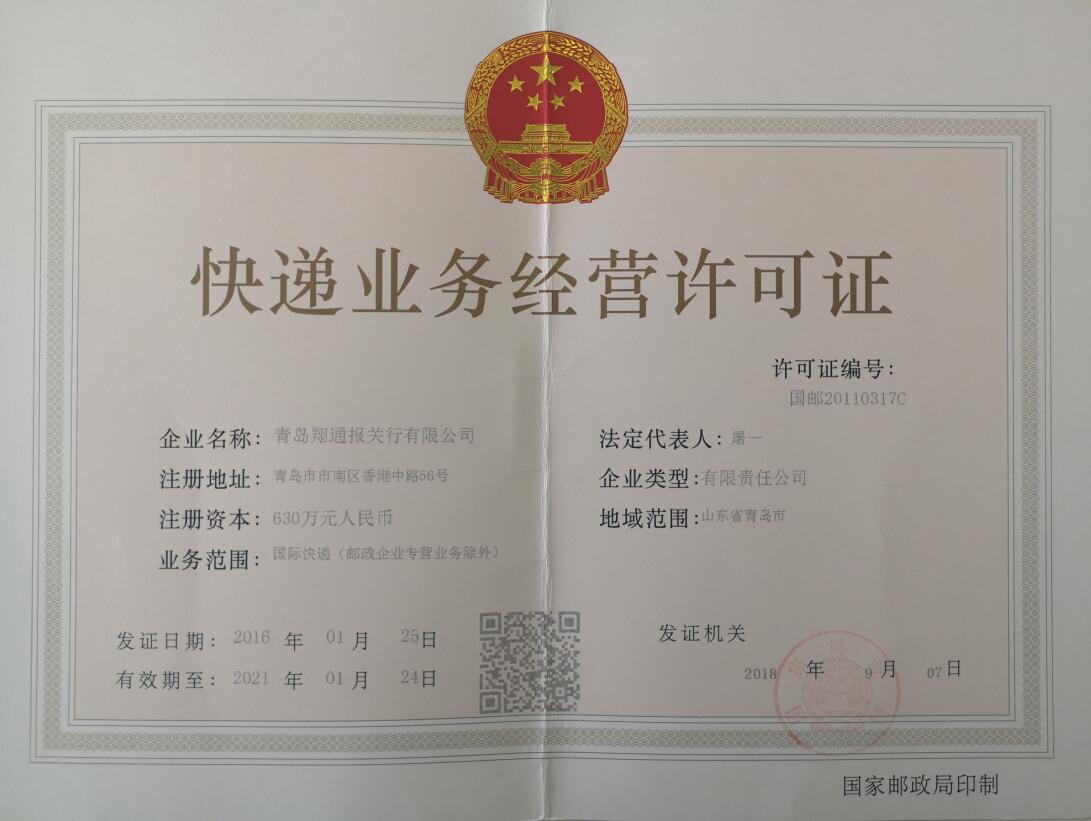 快递业务经营许可证
许可证编号：
国邮20110317C
企业名称：青岛翔通报关行有限公司
法定代表人：屠一
注册地址：青岛市市南区香港中路56号
企业类型：有限责任公司
注册资本：630万元人民币
地域范围：山东省青岛市
业务范围：国际快递（邮政企业专营业务除外）
发证日期：2016 年 01 月 25日
发证机关
有效期至：2021 年 01 月 24日
2018 年 9 月 07日
国家邮政局印制